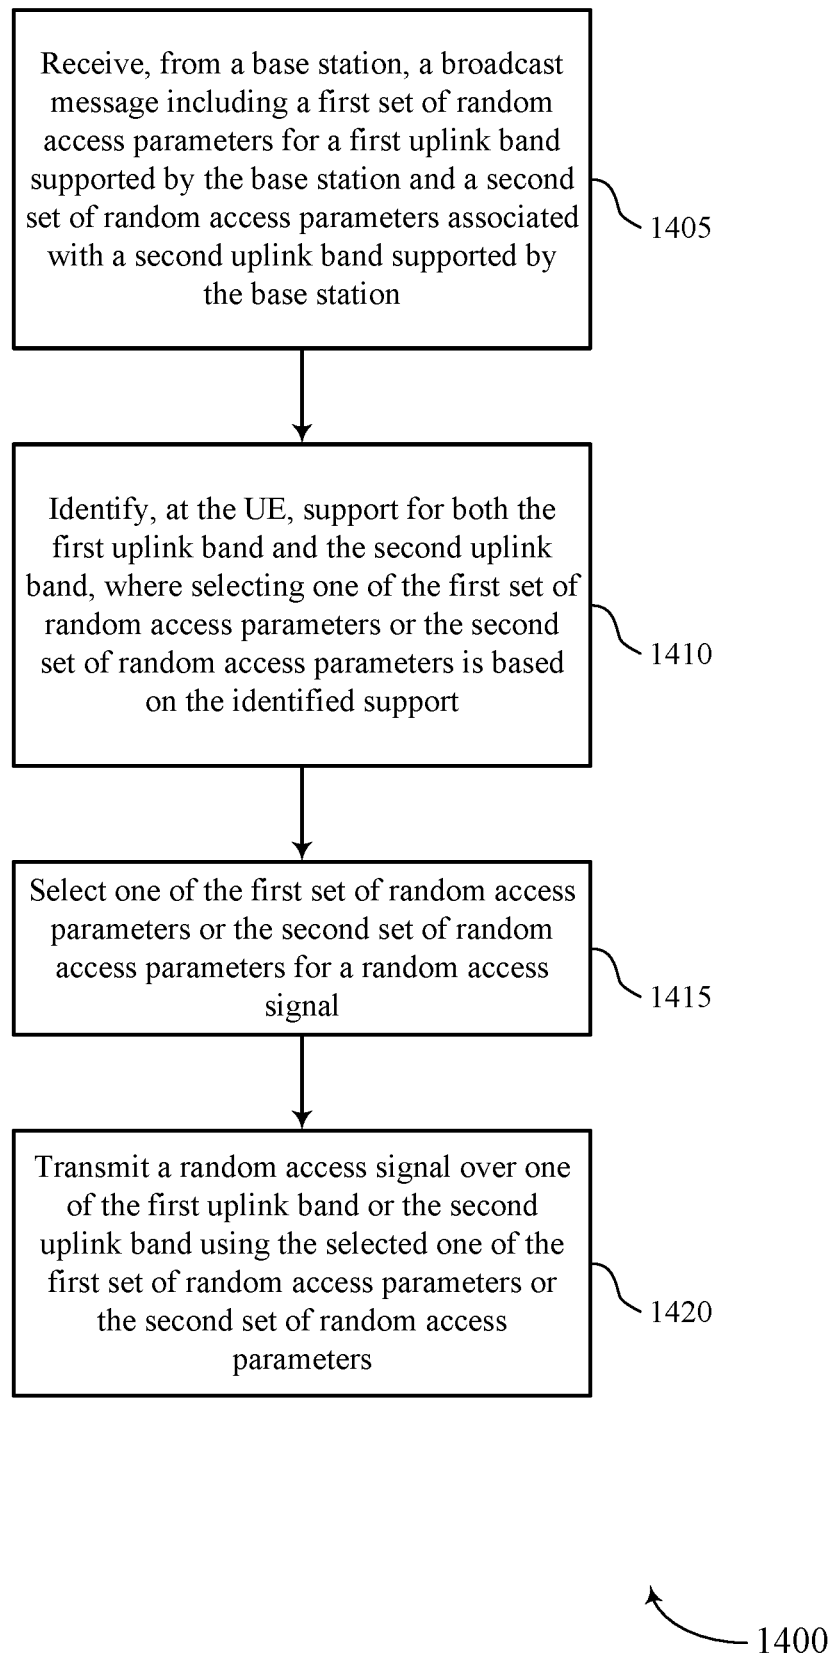 Receive, from a base station, a broadcast
message including a first set of random
access parameters for a first uplink band
supported by the base station and a second
set of random access parameters associated
with a second uplink band supported by
the base station
1405
Identify, at the UE, support for both the
first uplink band and the second uplink
band, where selecting one of the first set of
random access parameters or the second
set of random access parameters is based
on the identified support
1410
Select one of the first set of random access
parameters or the second set of random
access parameters for a random access
signal
1415
Transmit a random access signal over one
of the first uplink band or the second
uplink band using the selected one of the
first set of random access parameters or
the second set of random access
parameters
1420
1400